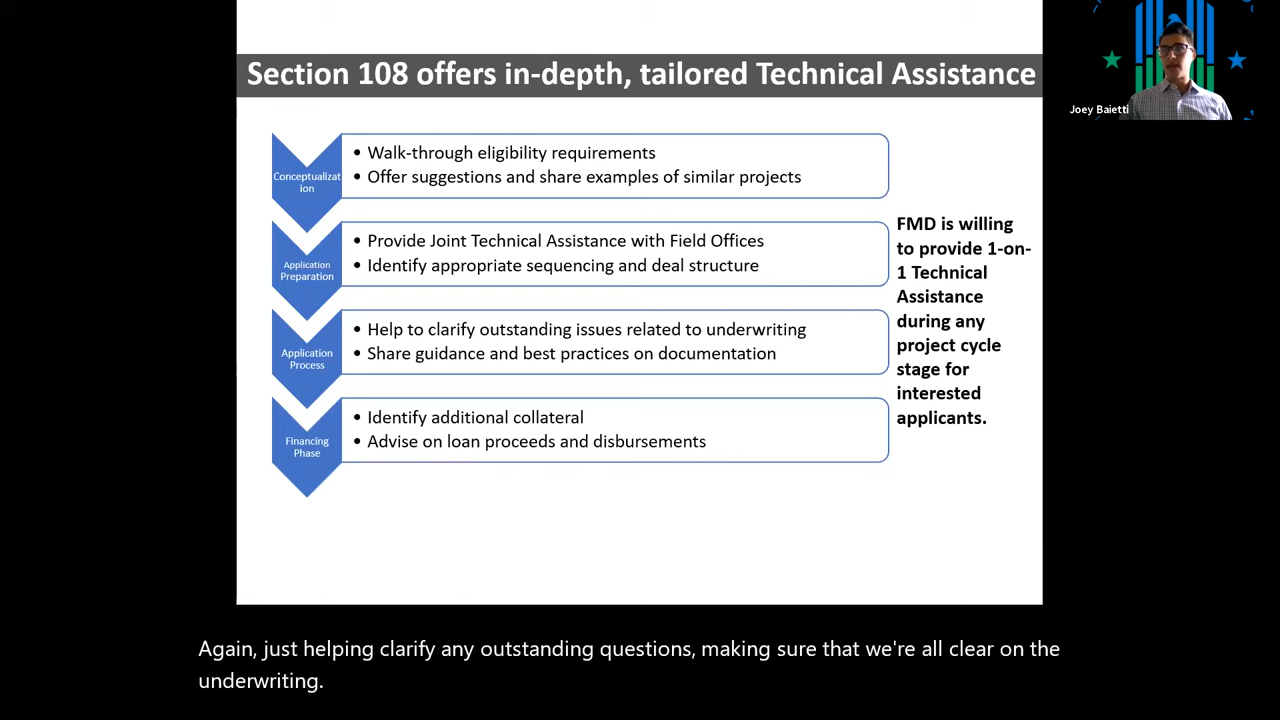 Section 108 offers in-depth, tailored Technical Assistance
Joey Baietti
Conceptualizat
ion
• Walk-through eligibility requirements
• Offer suggestions and share examples of similar projects
Application
Preparation
• Provide Joint Technical Assistance with Field Offices
• Identify appropriate sequencing and deal structure
Application
Process
• Help to clarify outstanding issues related to underwriting
• Share guidance and best practices on documentation
Financing
Phase
• Identify additional collateral
• Advise on loan proceeds and disbursements
FMD is willing
to provide 1-on-
1 Technical
Assistance
during any
project cycle
stage for
interested
applicants.
Again, just helping clarify any outstanding questions, making sure that we're all clear on the
underwriting.